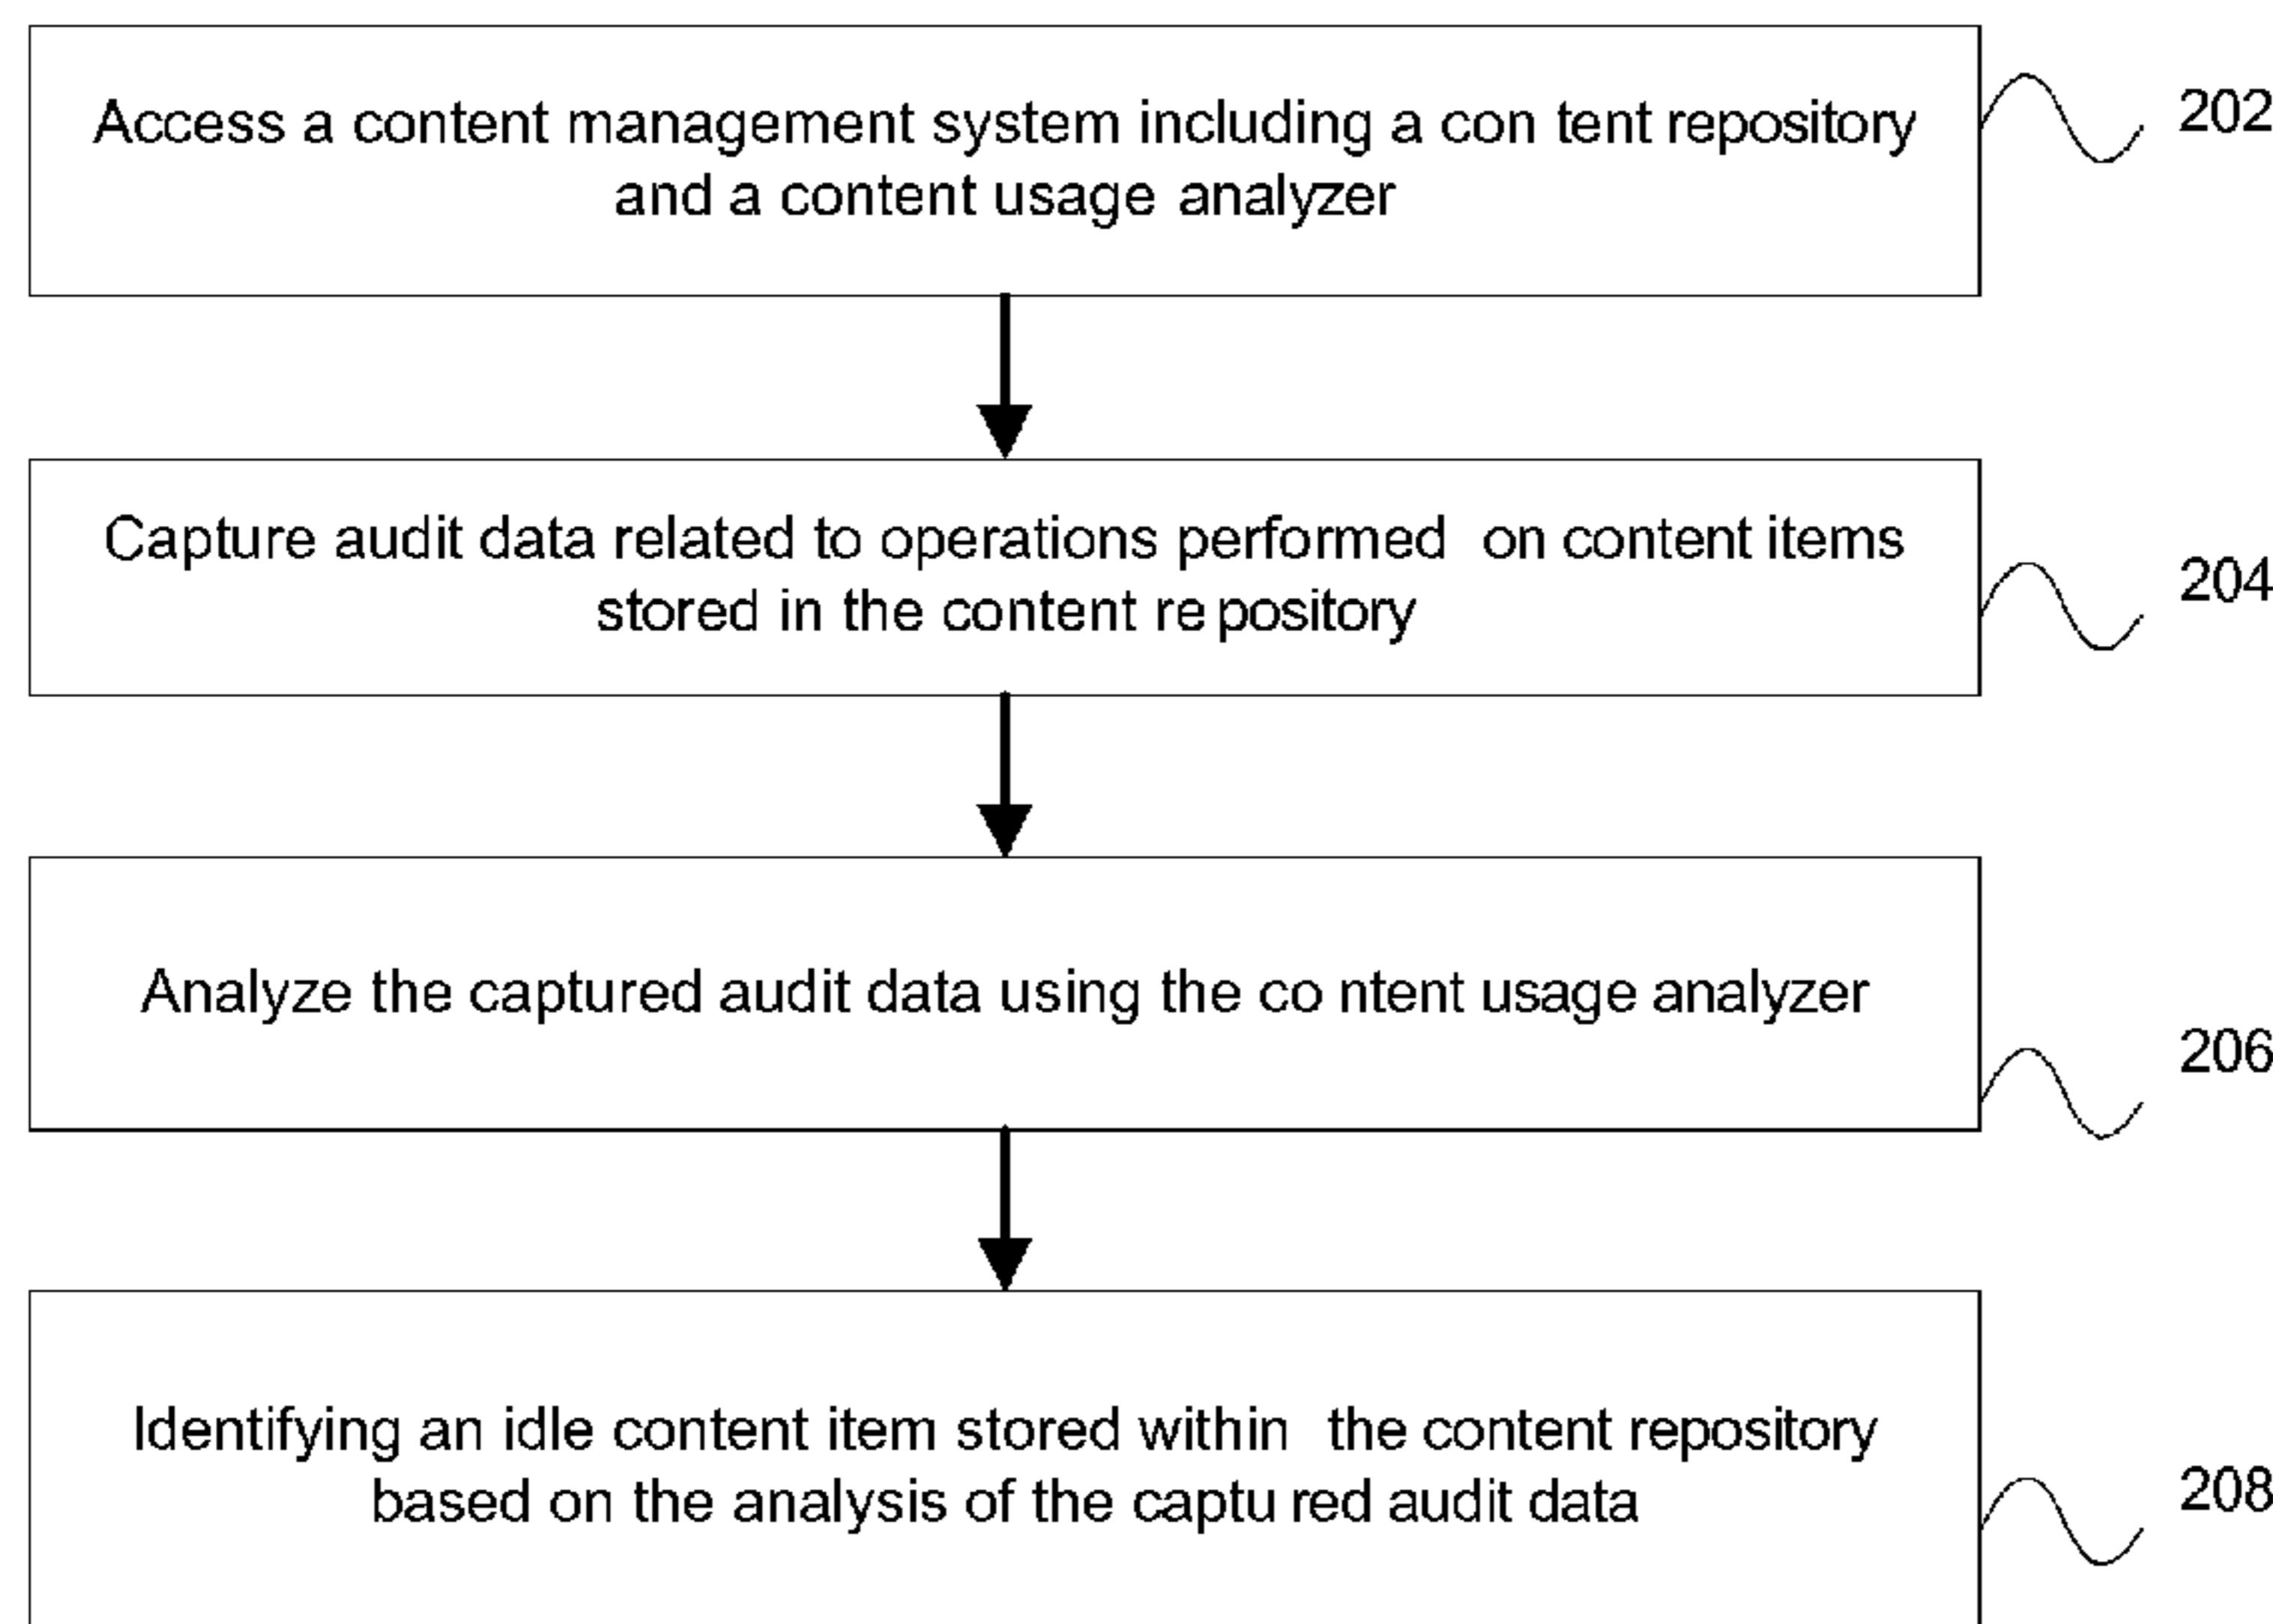 Access a content management system including a con tent repository
and a content usage analyzer
202
Capture audit data related to operations performed on content items
stored in the content re pository
204
Analyze the captured audit data using the co ntent usage analyzer
206
Identifying an idle content item stored within the content repository
based on the analysis of the captu red audit data
208